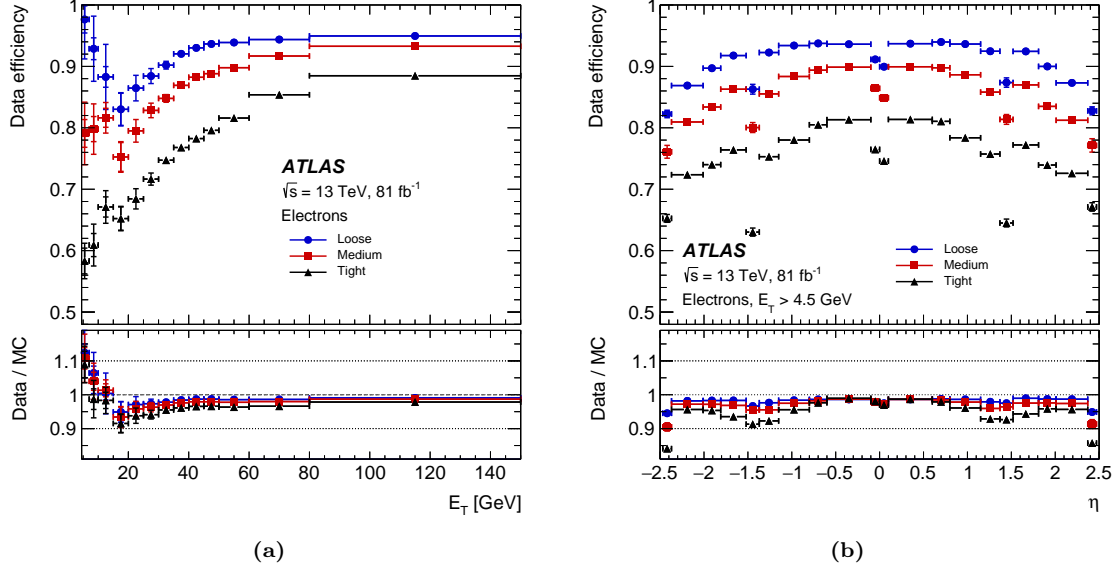 Data efficiency
1
0.9
0.8
0.7
0.6
0.5
ATLAS
√s = 13 TeV, 81 fb⁻¹
Electrons
Loose
Medium
Tight
Data / MC
1.1
1
0.9
20 40 60 80 100 120 140
E_T [GeV]
(a)
Data efficiency
1
0.9
0.8
0.7
0.6
0.5
ATLAS
√s = 13 TeV, 81 fb⁻¹
Electrons, E_T > 4.5 GeV
Loose
Medium
Tight
Data / MC
1.1
1
0.9
−2.5 −2 −1.5 −1 −0.5 0 0.5 1 1.5 2 2.5
η
(b)